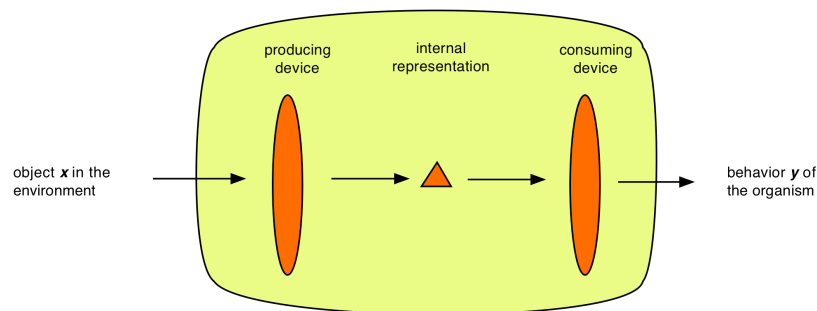 producing
device
internal
representation
consuming
device
object x in the
environment
behavior y of
the organism